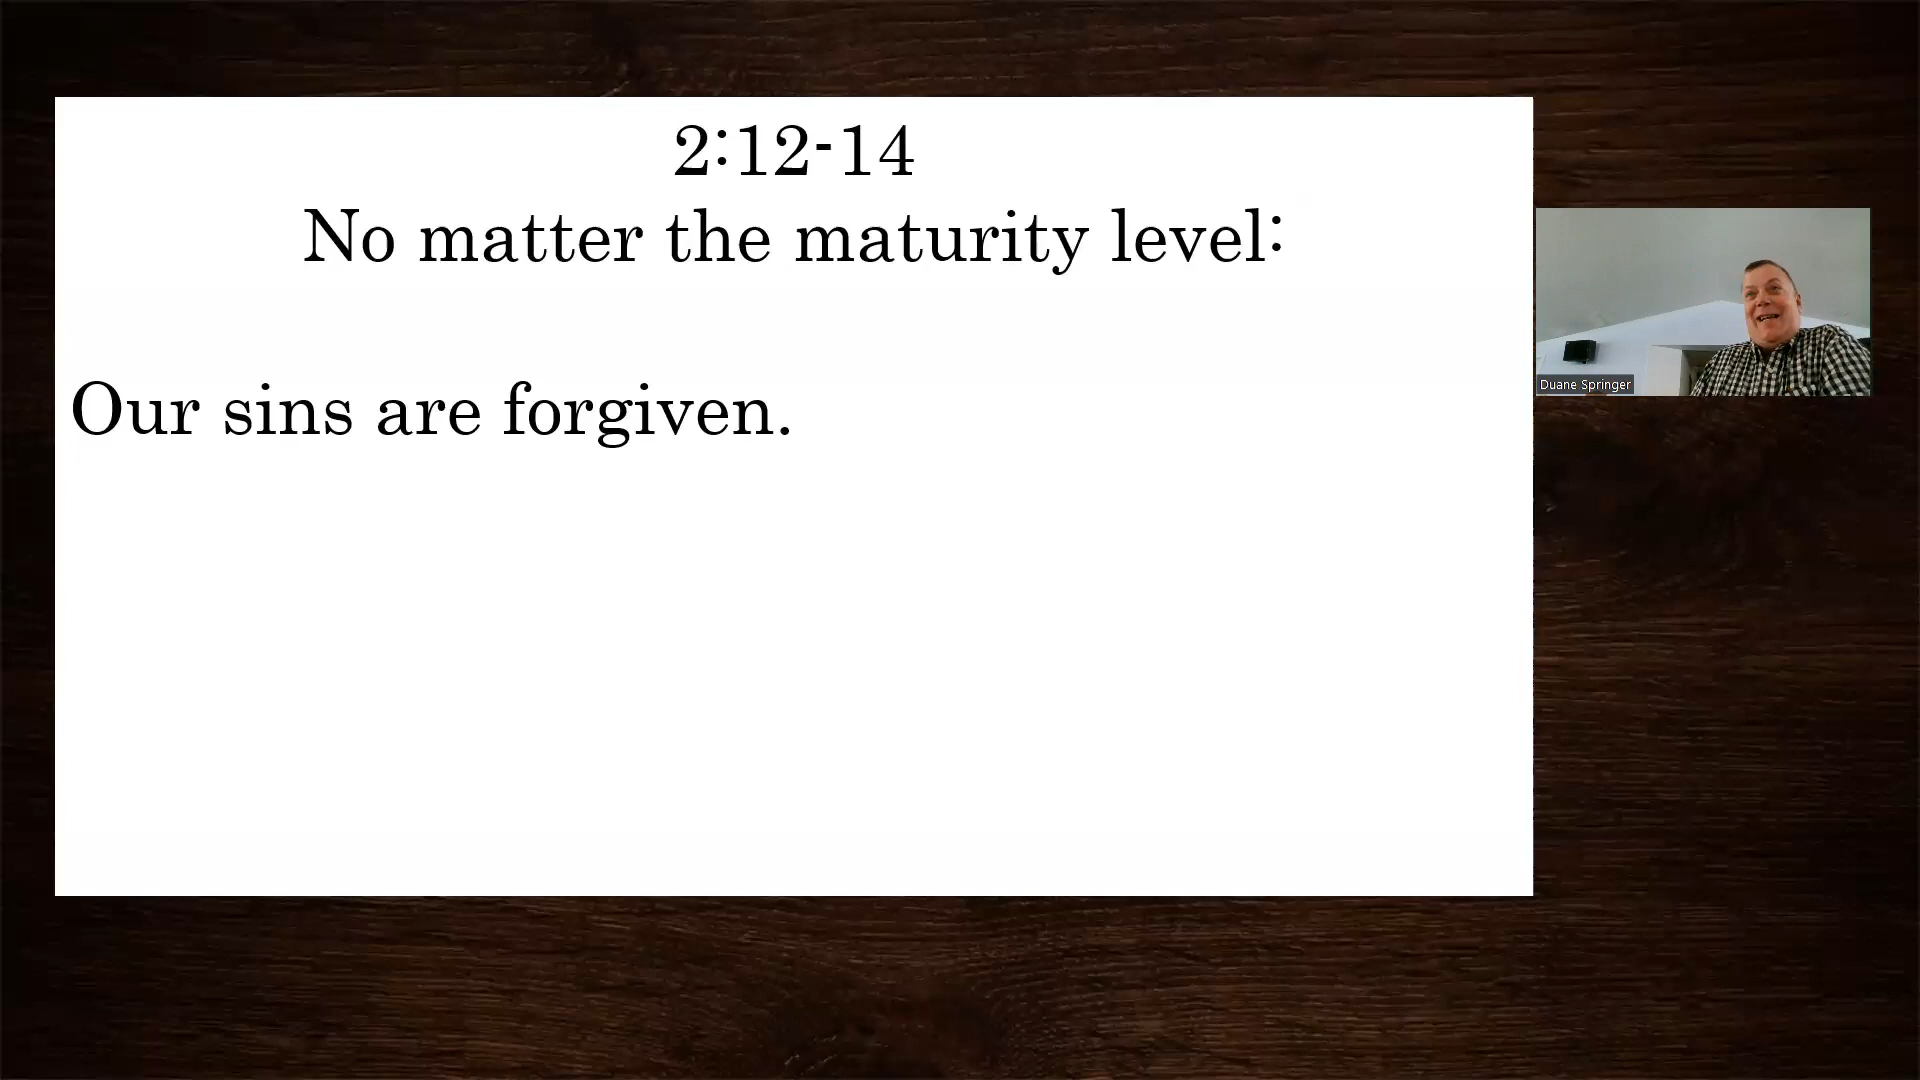 2:12-14
No matter the maturity level:
Our sins are forgiven.
Duane Springer